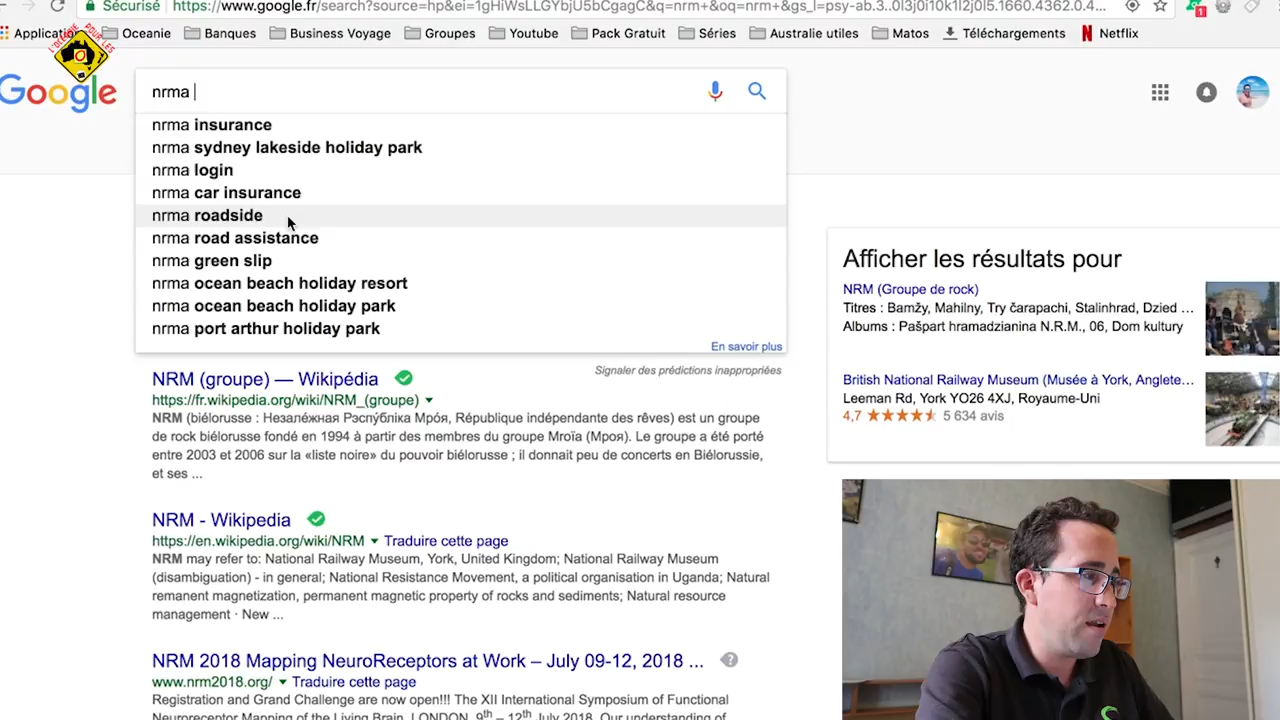 Sécurisé
https://www.google.fr/search?source=hp&ei=1gHiWsLLGYbjU5bCgagC&q=nrm+&oq=nrm+&gs_l=psy-ab.3..0l3j0i10k1l2j0l5.1660.4362.0.4...
Oceanie
Banques
Business Voyage
Groupes
Youtube
Pack Gratuit
Séries
Australie utiles
Matos
Téléchargements
Netflix
Google
nrma
nrma insurance
nrma sydney lakeside holiday park
nrma login
nrma car insurance
nrma roadside
nrma road assistance
nrma green slip
nrma ocean beach holiday resort
nrma ocean beach holiday park
nrma port arthur holiday park
En savoir plus
Signaler des prédictions inappropriées
NRM (groupe) — Wikipédia
https://fr.wikipedia.org/wiki/NRM_(groupe)
NRM (biélorusse : Незалéжная Рэспýблiка Мрóя, République indépendante des rêves) est un groupe
de rock biélorusse fondé en 1994 à partir des membres du groupe Mroïa (Мроя). Le groupe a été porté
entre 2003 et 2006 sur la «liste noire» du pouvoir biélorusse ; il donnait peu de concerts en Biélorussie,
et ses ...
NRM - Wikipedia
https://en.wikipedia.org/wiki/NRM
Traduire cette page
NRM may refer to: National Railway Museum, York, United Kingdom; National Railway Museum
(disambiguation) - in general; National Resistance Movement, a political organisation in Uganda; Natural
remanent magnetization, permanent magnetic property of rocks and sediments; Natural resource
management · New ...
NRM 2018 Mapping NeuroReceptors at Work – July 09-12, 2018 ...
www.nrm2018.org/
Traduire cette page
Registration and Grand Challenge are now open!!! The XII International Symposium of Functional
Neuroreceptor Mapping of the Living Brain, LONDON, 9th – 12th July 2018. Our understanding of
Afficher les résultats pour
NRM (Groupe de rock)
Titres : Bamžy, Mahilny, Try čarapachi, Stalinhrad, Dzied ...
Albums : Pašpart hramadzianina N.R.M., 06, Dom kultury
British National Railway Museum (Musée à York, Anglete...
Leeman Rd, York YO26 4XJ, Royaume-Uni
4,7
5 634 avis